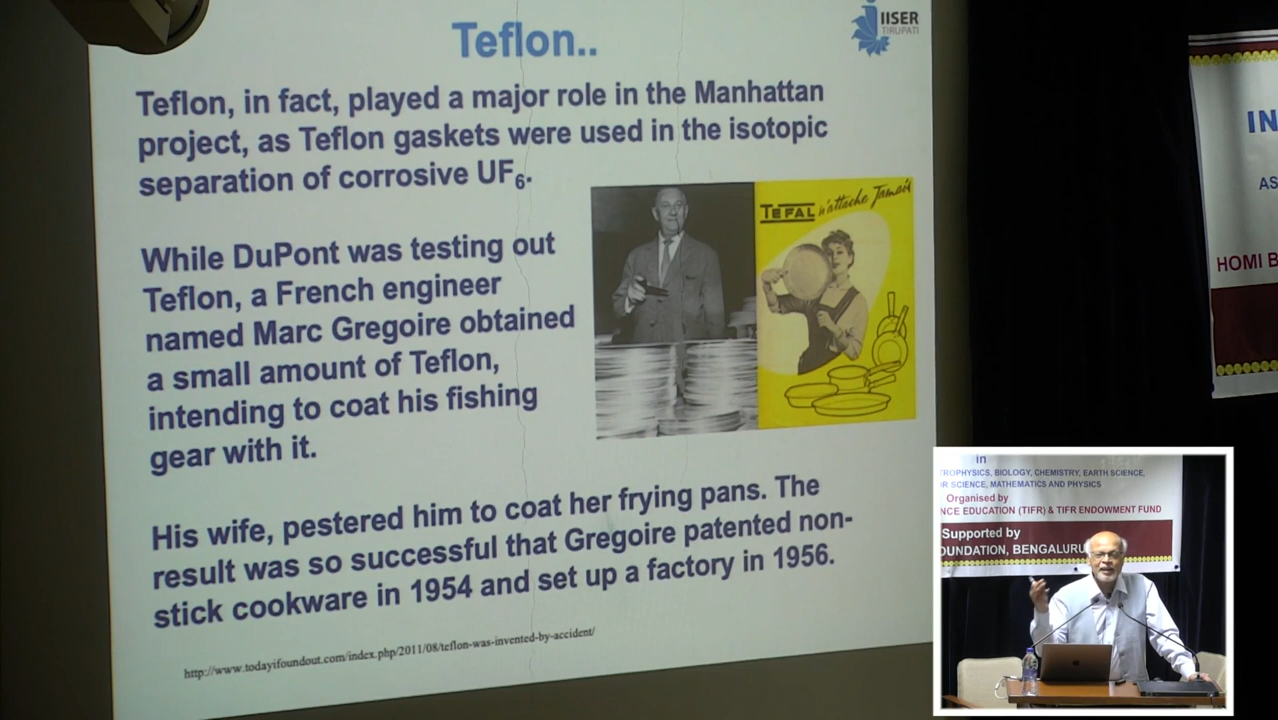 Teflon..
IISER
TIRUPATI
Teflon, in fact, played a major role in the Manhattan
project, as Teflon gaskets were used in the isotopic
separation of corrosive UF6.
TEFAL n'attache Jamais
While DuPont was testing out
Teflon, a French engineer
named Marc Gregoire obtained
a small amount of Teflon,
intending to coat his fishing
gear with it.
His wife, pestered him to coat her frying pans. The
result was so successful that Gregoire patented non-
stick cookware in 1954 and set up a factory in 1956.
http://www.todayifoundout.com/index.php/2011/08/teflon-was-invented-by-accident/
IN
AS
HOMI B
in
TROPHYSICS, BIOLOGY, CHEMISTRY, EARTH SCIENCE,
R SCIENCE, MATHEMATICS AND PHYSICS
Organised by
NCE EDUCATION (TIFR) & TIFR ENDOWMENT FUND
Supported by
OUNDATION, BENGALURU